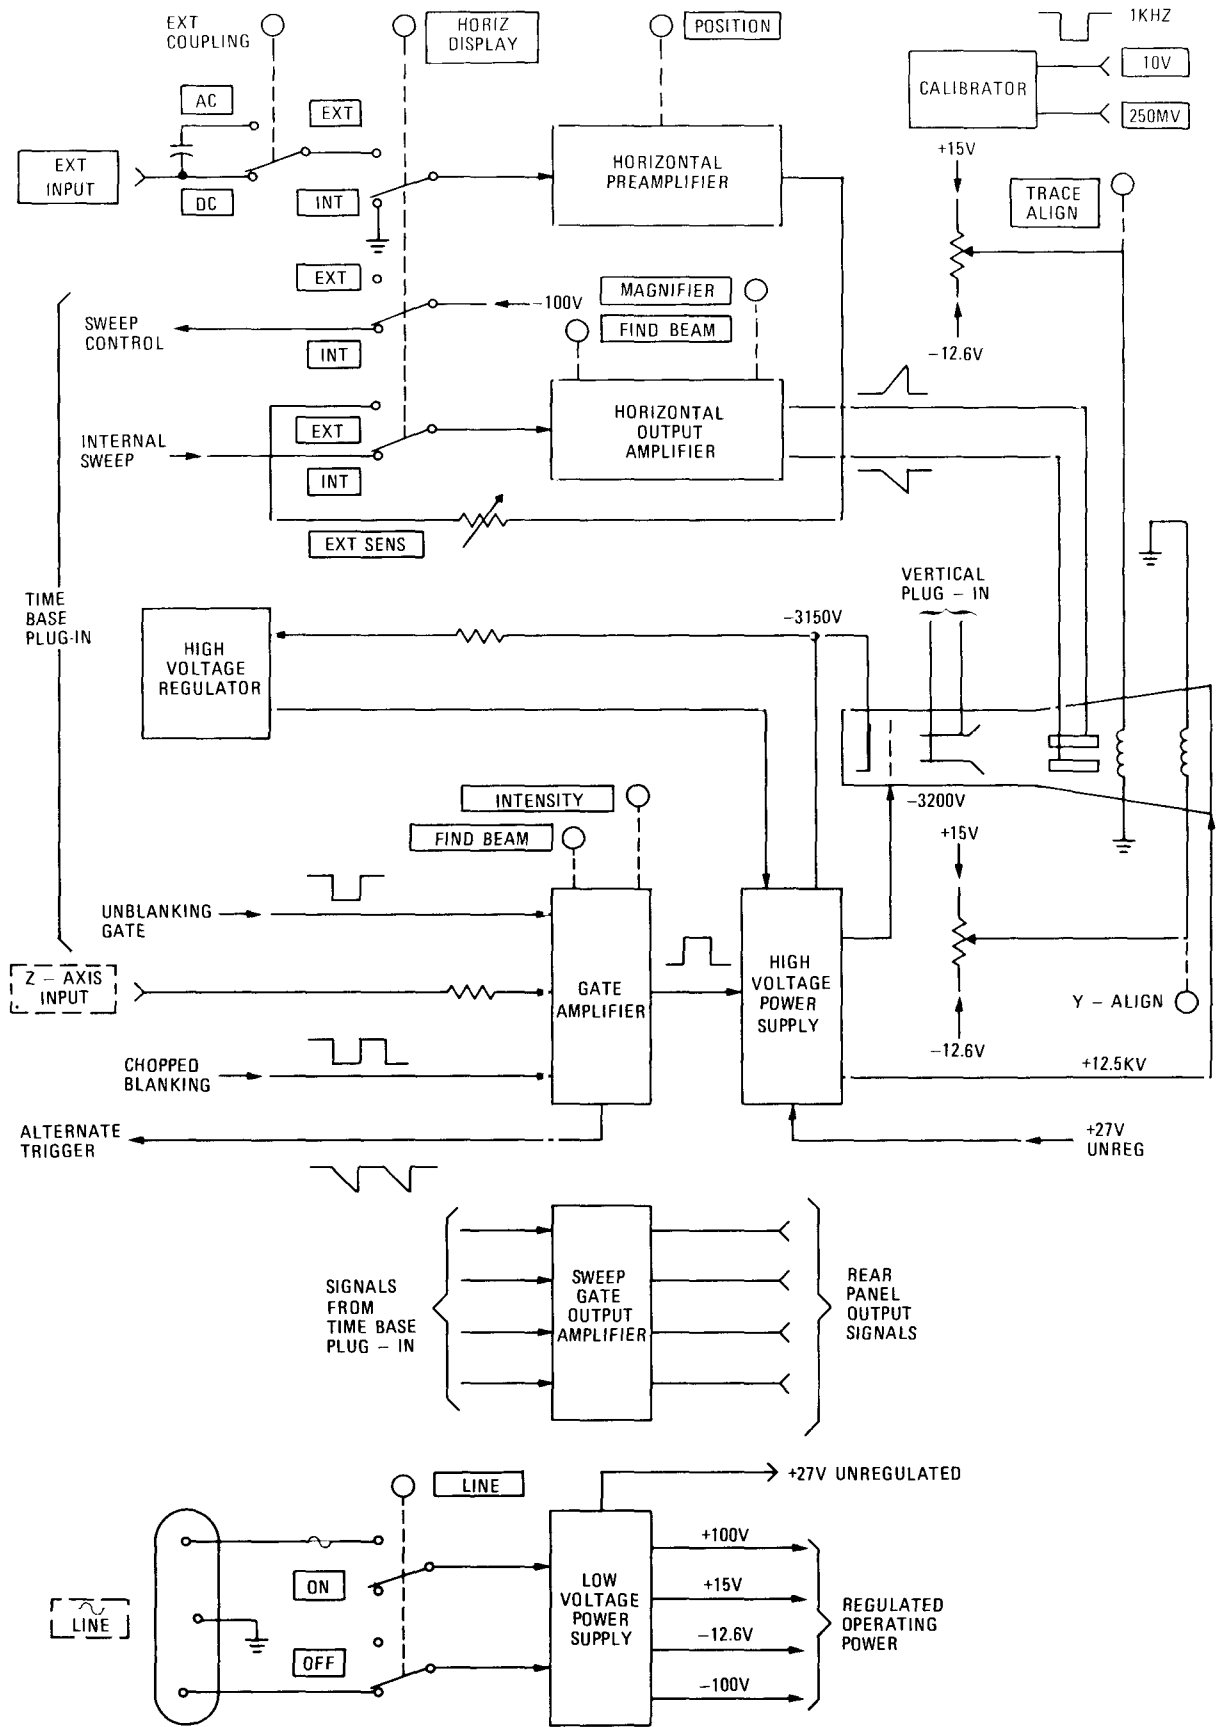 EXT
COUPLING
HORIZ
DISPLAY
POSITION
1KHZ
CALIBRATOR
10V
250MV
AC
EXT
EXT
INPUT
DC
INT
HORIZONTAL
PREAMPLIFIER
+15V
TRACE
ALIGN
EXT
MAGNIFIER
-100V
SWEEP
CONTROL
FIND BEAM
INT
-12.6V
INTERNAL
SWEEP
EXT
INT
HORIZONTAL
OUTPUT
AMPLIFIER
EXT SENS
TIME
BASE
PLUG-IN
VERTICAL
PLUG - IN
-3150V
HIGH
VOLTAGE
REGULATOR
INTENSITY
FIND BEAM
-3200V
+15V
UNBLANKING
GATE
Z - AXIS
INPUT
GATE
AMPLIFIER
HIGH
VOLTAGE
POWER
SUPPLY
Y - ALIGN
-12.6V
+12.5KV
CHOPPED
BLANKING
ALTERNATE
TRIGGER
+27V
UNREG
SIGNALS
FROM
TIME BASE
PLUG - IN
SWEEP
GATE
OUTPUT
AMPLIFIER
REAR
PANEL
OUTPUT
SIGNALS
LINE
+27V UNREGULATED
ON
OFF
LINE
LOW
VOLTAGE
POWER
SUPPLY
+100V
+15V
-12.6V
-100V
REGULATED
OPERATING
POWER